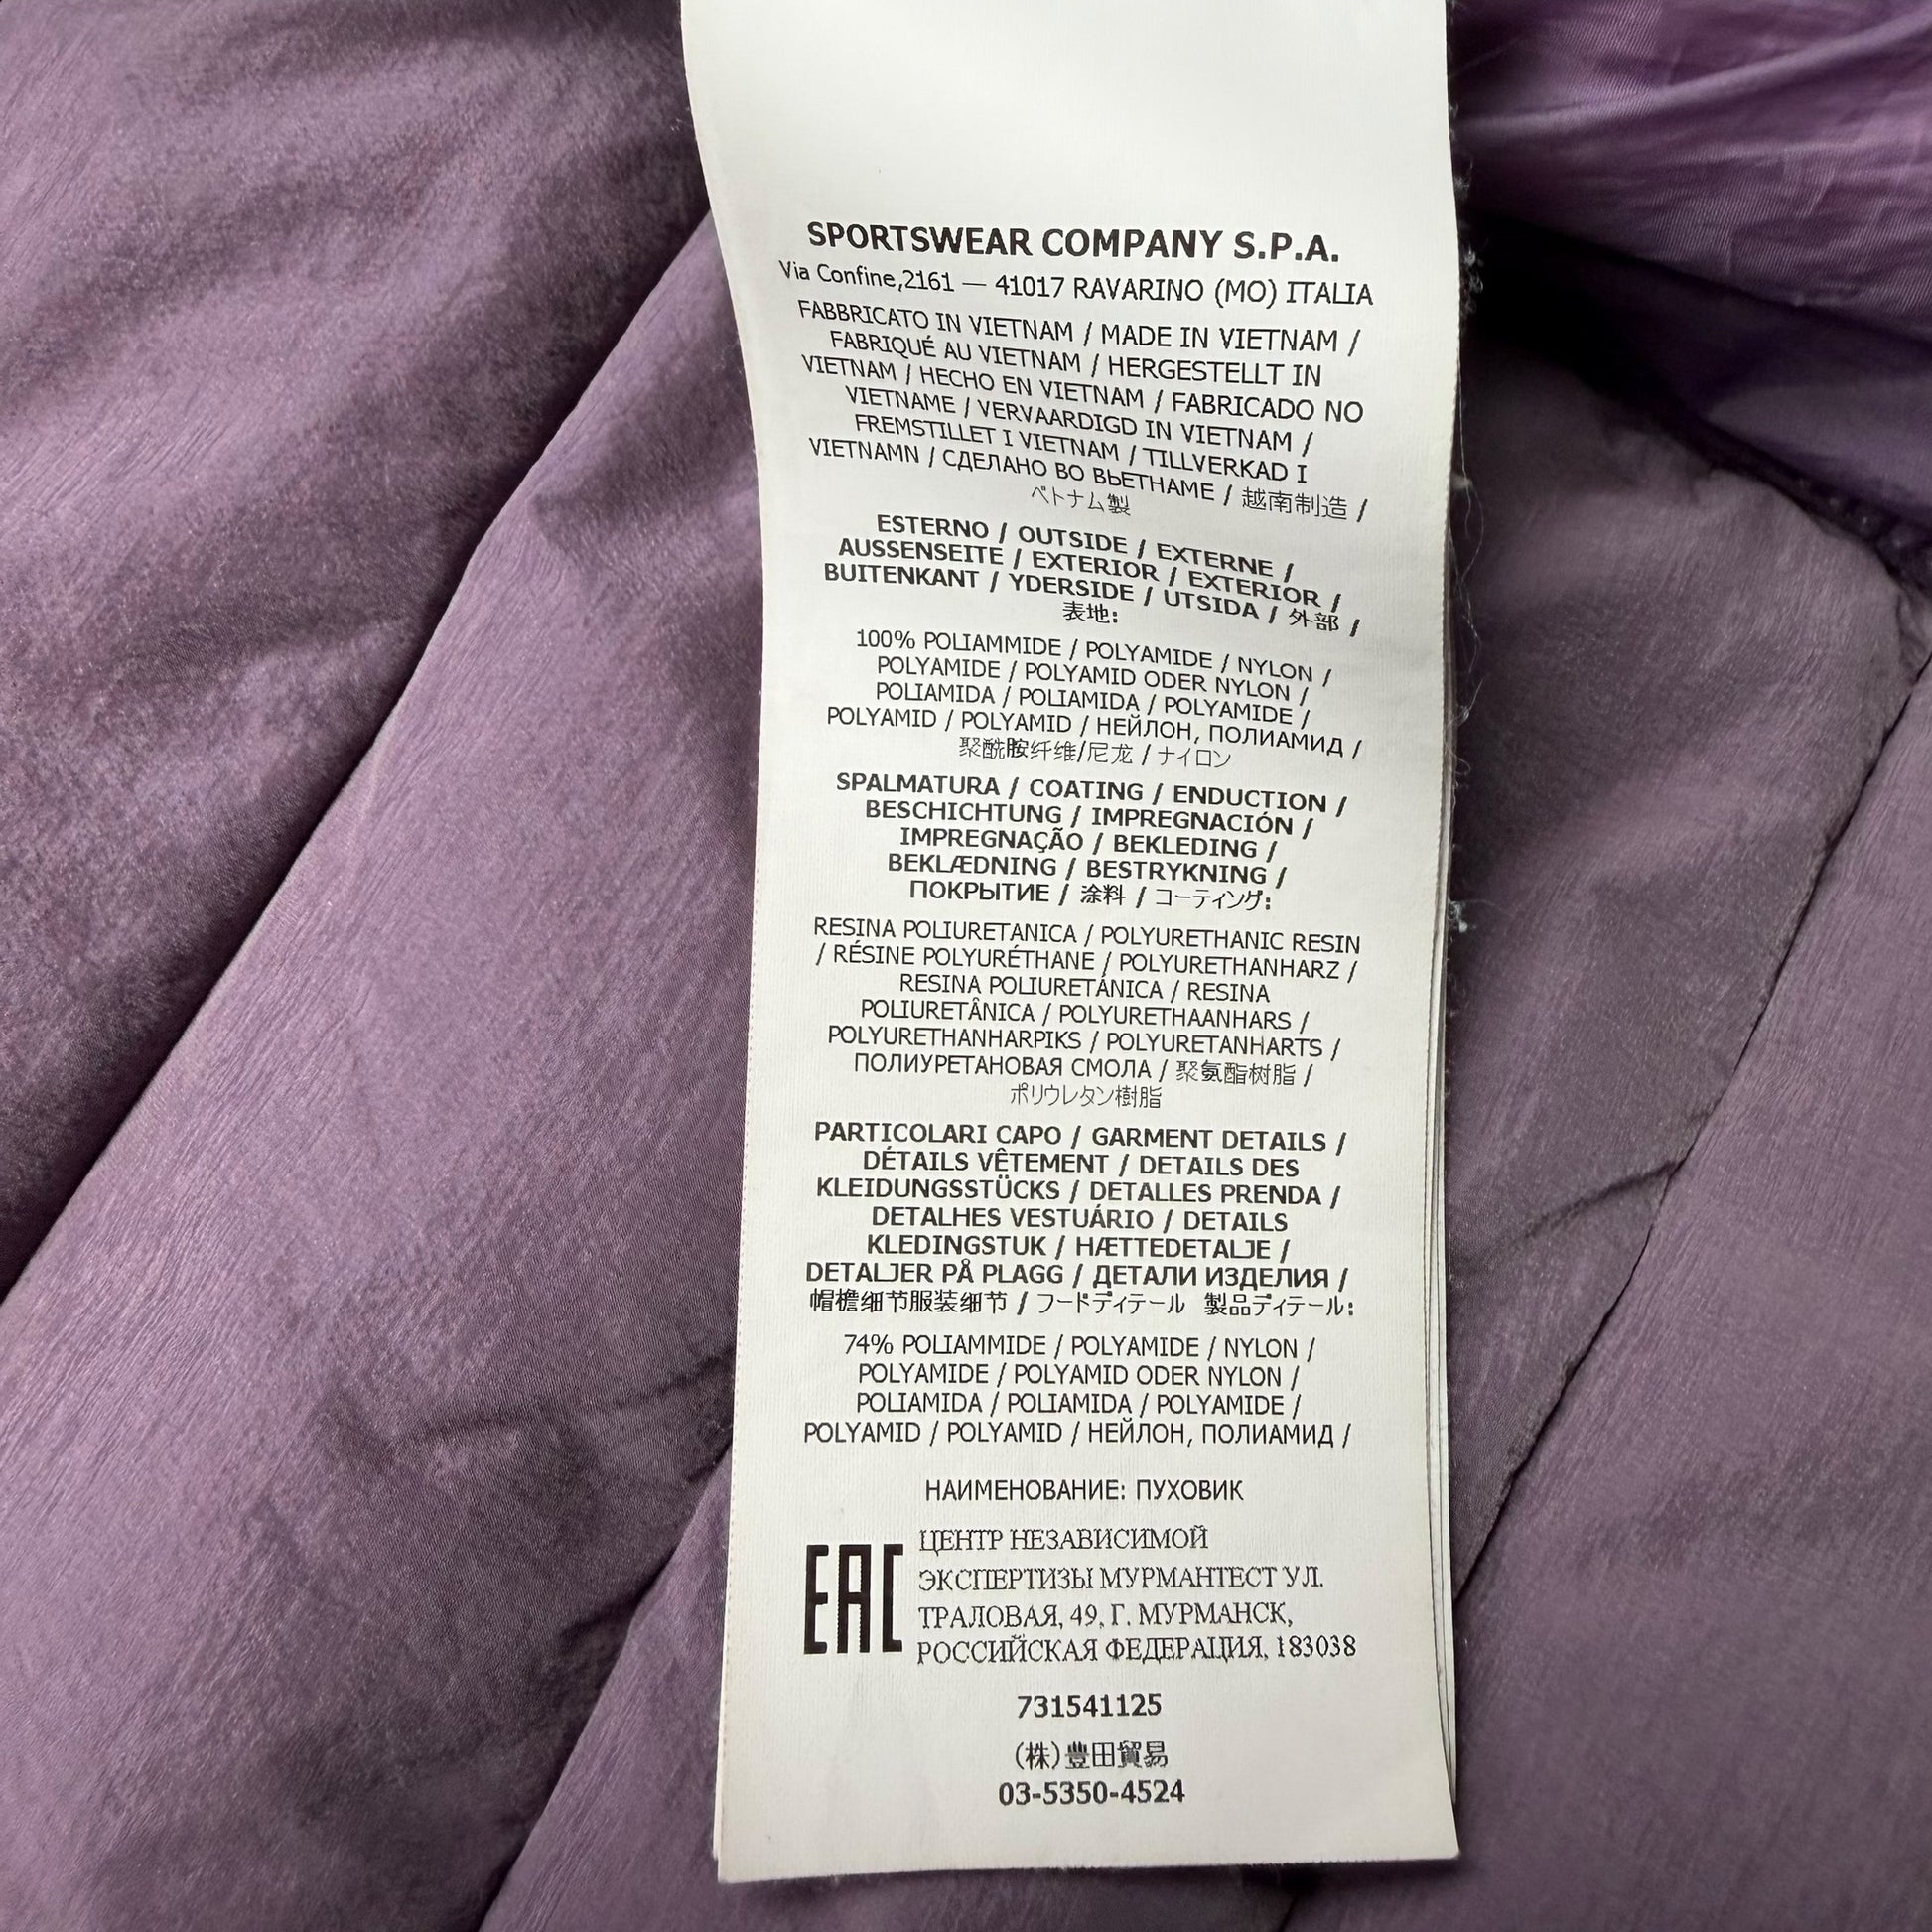 SPORTSWEAR COMPANY S.P.A.
Via Confine,2161 — 41017 RAVARINO (MO) ITALIA
FABBRICATO IN VIETNAM / MADE IN VIETNAM /
FABRIQUÉ AU VIETNAM / HERGESTELLT IN
VIETNAM / HECHO EN VIETNAM / FABRICADO NO
VIETNAME / VERVAARDIGD IN VIETNAM /
FREMSTILLET I VIETNAM / TILLVERKAD I
VIETNAMN / СДЕЛАНО ВО ВЬЕТНАМЕ / 越南制造 /
ベトナム製
ESTERNO / OUTSIDE / EXTERNE /
AUSSENSEITE / EXTERIOR / EXTERIOR /
BUITENKANT / YDERSIDE / UTSIDA / 外部 /
表地:
100% POLIAMMIDE / POLYAMIDE / NYLON /
POLYAMIDE / POLYAMID ODER NYLON /
POLIAMIDA / POLIAMIDA / POLYAMIDE /
POLYAMID / POLYAMID / НЕЙЛОН, ПОЛИАМИД /
聚酰胺纤维/尼龙 / ナイロン
SPALMATURA / COATING / ENDUCTION /
BESCHICHTUNG / IMPREGNACIÓN /
IMPREGNAÇÃO / BEKLEDING /
BEKLÆDNING / BESTRYKNING /
ПОКРЫТИЕ / 涂料 / コーティング:
RESINA POLIURETANICA / POLYURETHANIC RESIN
/ RÉSINE POLYURÉTHANE / POLYURETHANHARZ /
RESINA POLIURETÁNICA / RESINA
POLIURETÂNICA / POLYURETHAANHARS /
POLYURETHANHARPIKS / POLYURETANHARTS /
ПОЛИУРЕТАНОВАЯ СМОЛА / 聚氨酯树脂 /
ポリウレタン樹脂
PARTICOLARI CAPO / GARMENT DETAILS /
DÉTAILS VÊTEMENT / DETAILS DES
KLEIDUNGSSTÜCKS / DETALLES PRENDA /
DETALHES VESTUÁRIO / DETAILS
KLEDINGSTUK / HÆTTEDETALJE /
DETALJER PÅ PLAGG / ДЕТАЛИ ИЗДЕЛИЯ /
帽檐细节服装细节 / フードディテール 製品ディテール:
74% POLIAMMIDE / POLYAMIDE / NYLON /
POLYAMIDE / POLYAMID ODER NYLON /
POLIAMIDA / POLIAMIDA / POLYAMIDE /
POLYAMID / POLYAMID / НЕЙЛОН, ПОЛИАМИД /
НАИМЕНОВАНИЕ: ПУХОВИК
EAC
ЦЕНТР НЕЗАВИСИМОЙ
ЭКСПЕРТИЗЫ МУРМАНТЕСТ УЛ.
ТРАЛОВАЯ, 49, Г. МУРМАНСК,
РОССИЙСКАЯ ФЕДЕРАЦИЯ, 183038
731541125
(株)豊田貿易
03-5350-4524